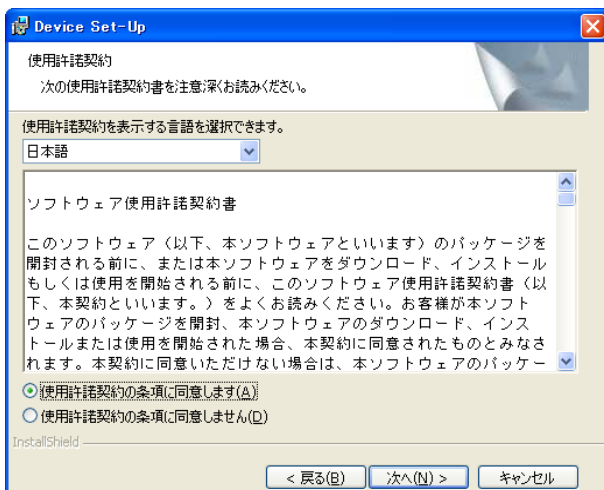 Device Set-Up
使用許諾契約
次の使用許諾契約書を注意深くお読みください。
使用許諾契約を表示する言語を選択できます。
日本語
ソフトウェア使用許諾契約書
このソフトウェア（以下、本ソフトウェアといいます）のパッケージを
開封される前に、または本ソフトウェアをダウンロード、インストール
もしくは使用を開始される前に、このソフトウェア使用許諾契約書（以
下、本契約といいます。）をよくお読みください。お客様が本ソフト
ウェアのパッケージを開封、本ソフトウェアのダウンロード、インス
トールまたは使用を開始された場合、本契約に同意されたものとみなさ
れます。本契約に同意いただけない場合は、本ソフトウェアのパッケー
使用許諾契約の条項に同意します(A)
使用許諾契約の条項に同意しません(D)
InstallShield
< 戻る(B) 次へ(N) > キャンセル